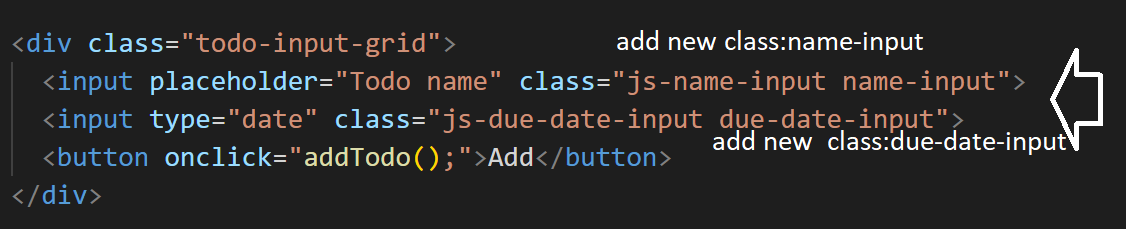 <div class="todo-input-grid">
add new class:name-input
<input placeholder="Todo name" class="js-name-input name-input">
<input type="date" class="js-due-date-input due-date-input">
add new  class:due-date-input
<button onclick="addTodo();">Add</button>
</div>